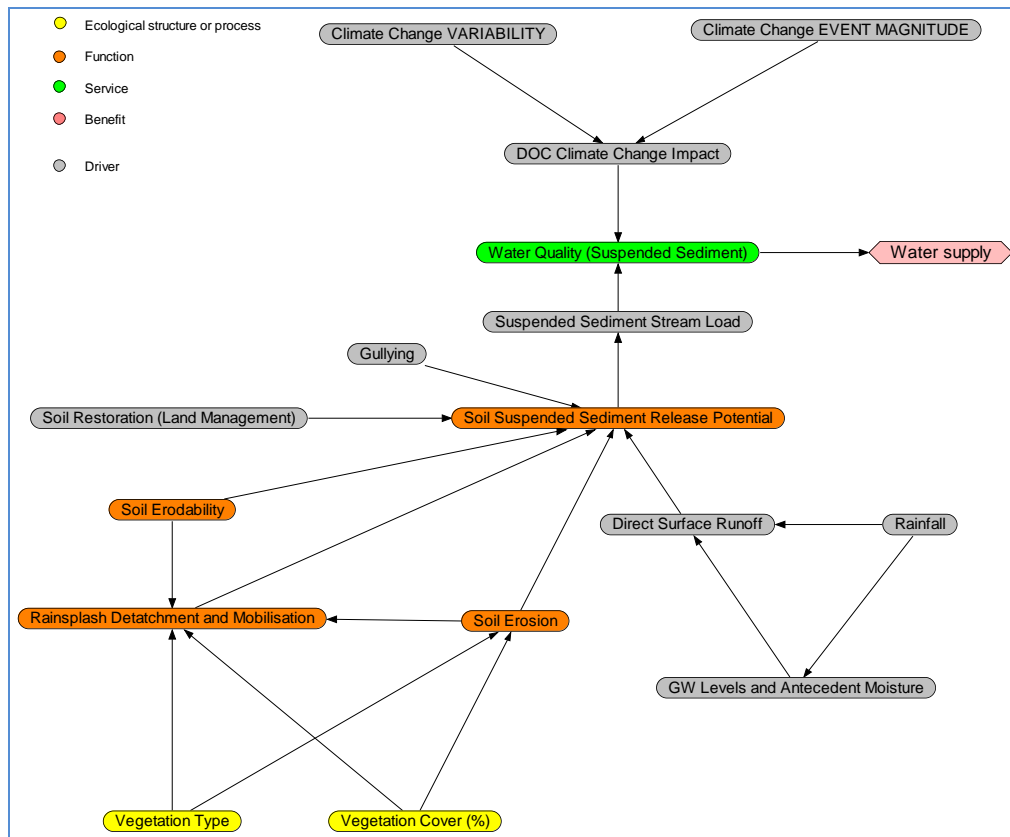 Ecological structure or process
Function
Service
Benefit
Driver
Climate Change VARIABILITY
Climate Change EVENT MAGNITUDE
DOC Climate Change Impact
Water Quality (Suspended Sediment)
Water supply
Suspended Sediment Stream Load
Gullying
Soil Restoration (Land Management)
Soil Suspended Sediment Release Potential
Soil Erodability
Direct Surface Runoff
Rainfall
Rainsplash Detatchment and Mobilisation
Soil Erosion
GW Levels and Antecedent Moisture
Vegetation Type
Vegetation Cover (%)